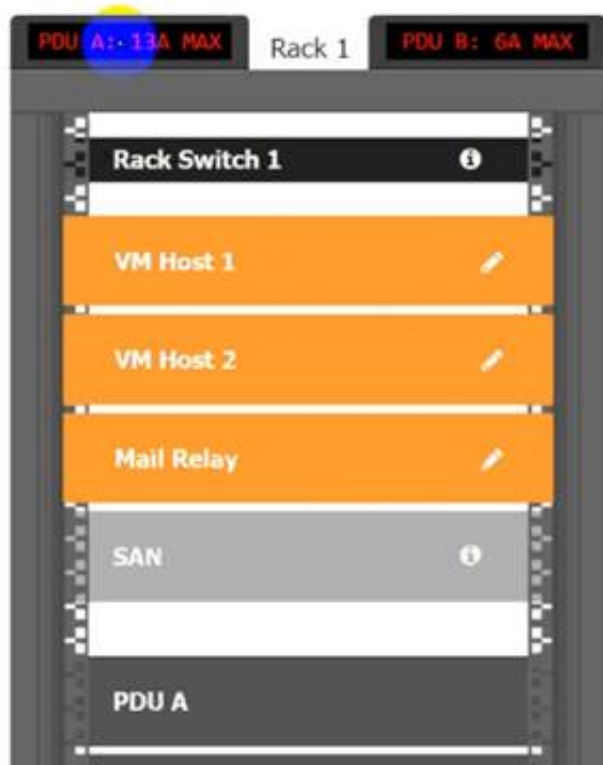 PDU A: 13A MAX
Rack 1
PDU B: 6A MAX
Rack Switch 1
VM Host 1
VM Host 2
Mail Relay
SAN
PDU A